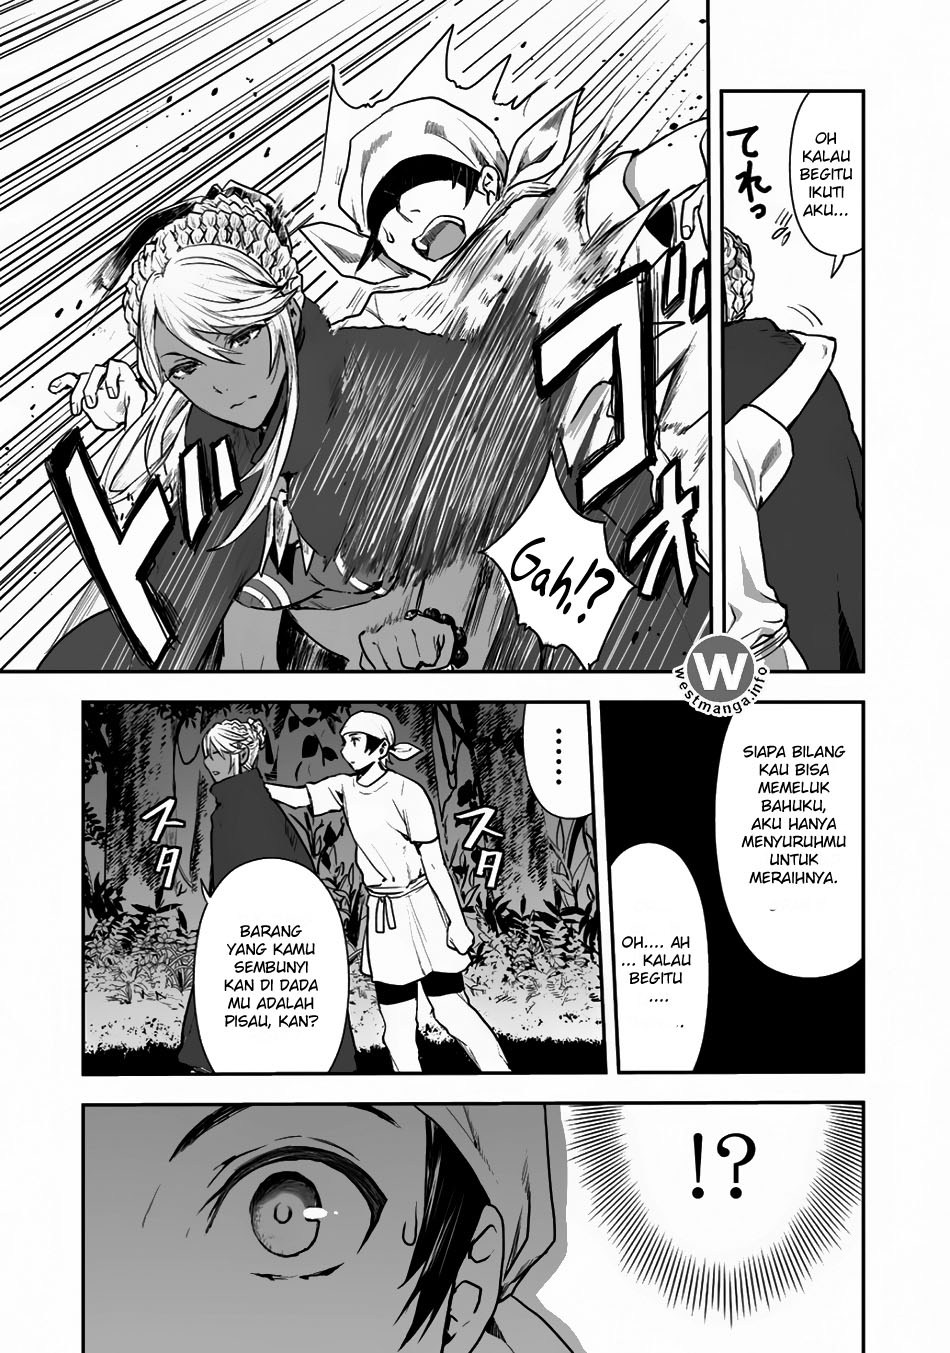 OH
KALAU
BEGITU
IKUTI
AKU...
てれっ
ドゴォ
ドズ
Gah!?
W
westmanga.info
SIAPA BILANG
KAU BISA
MEMELUK
BAHUKU,
AKU HANYA
MENYURUHMU
UNTUK
MERAIHNYA.
OH.... AH
... KALAU
BEGITU
....
......
スタ
スタ
BARANG
YANG KAMU
SEMBUNYI
KAN DI DADA
MU ADALAH
PISAU, KAN?
!?